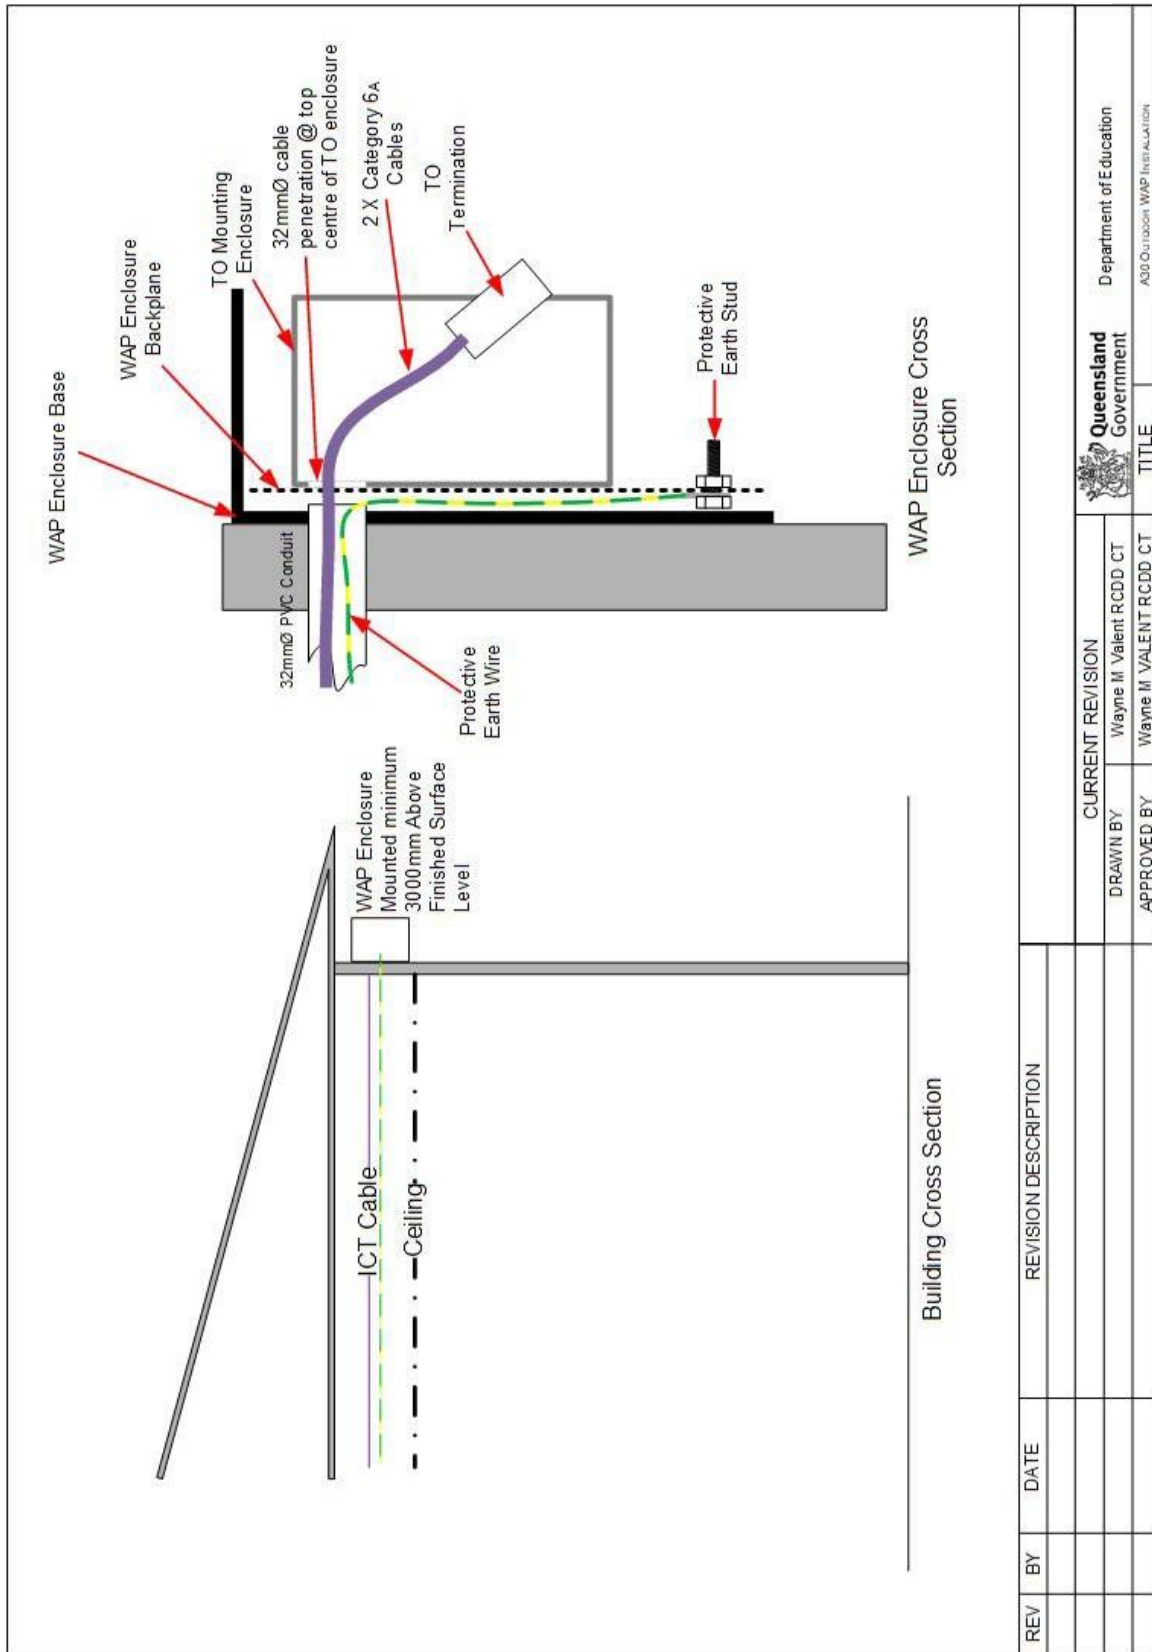 Building Cross Section
ICT Cable
Ceiling
WAP Enclosure
Mounted minimum
3000mm Above
Finished Surface
Level
WAP Enclosure Base
WAP Enclosure
Backplane
TO Mounting
Enclosure
32mmØ cable
penetration @ top
centre of TO enclosure
2 X Category 6A
Cables
TO
Termination
32mmØ PVC Conduit
Protective
Earth Wire
Protective
Earth Stud
WAP Enclosure Cross
Section
REV BY DATE REVISION DESCRIPTION
CURRENT REVISION
DRAWN BY Wayne M Valent RCDD CT
APPROVED BY Wayne M VALENT RCDD CT
Queensland
Government
Department of Education
TITLE A30 OUTDOOR WAP INSTALLATION